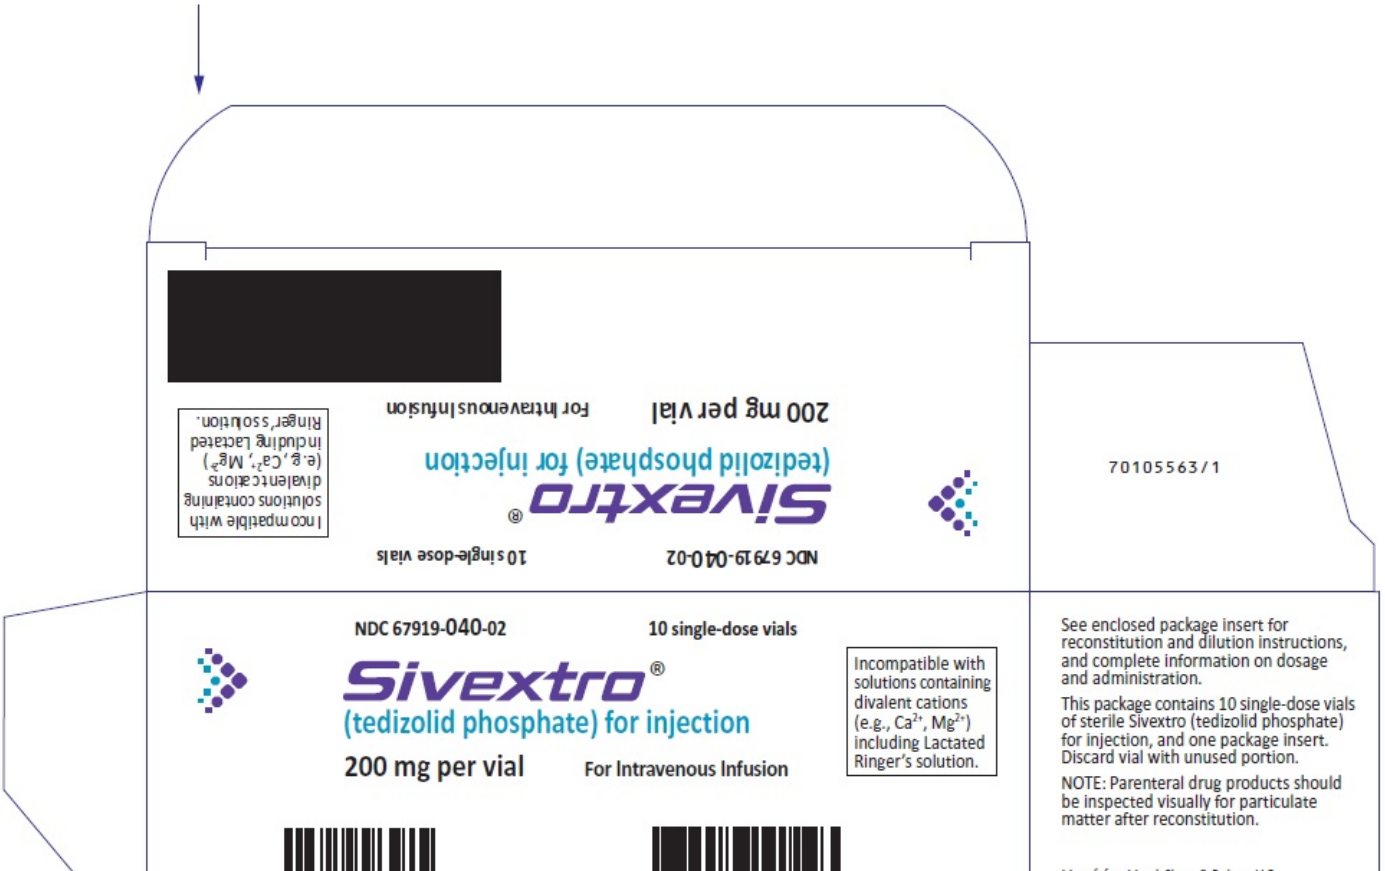 200 mg per vial
For Intravenous Infusion
(tedizolid phosphate) for injection
Sivextro®
NDC 67919-040-02
10 single-dose vials
Incompatible with
solutions containing
divalent cations
(e.g., Ca²⁺, Mg²⁺)
including Lactated
Ringer's solution.
70105563/1
NDC 67919-040-02
10 single-dose vials
Sivextro®
(tedizolid phosphate) for injection
200 mg per vial
For Intravenous Infusion
Incompatible with
solutions containing
divalent cations
(e.g., Ca²⁺, Mg²⁺)
including Lactated
Ringer's solution.
See enclosed package insert for
reconstitution and dilution instructions,
and complete information on dosage
and administration.
This package contains 10 single-dose vials
of sterile Sivextro (tedizolid phosphate)
for injection, and one package insert.
Discard vial with unused portion.
NOTE: Parenteral drug products should
be inspected visually for particulate
matter after reconstitution.